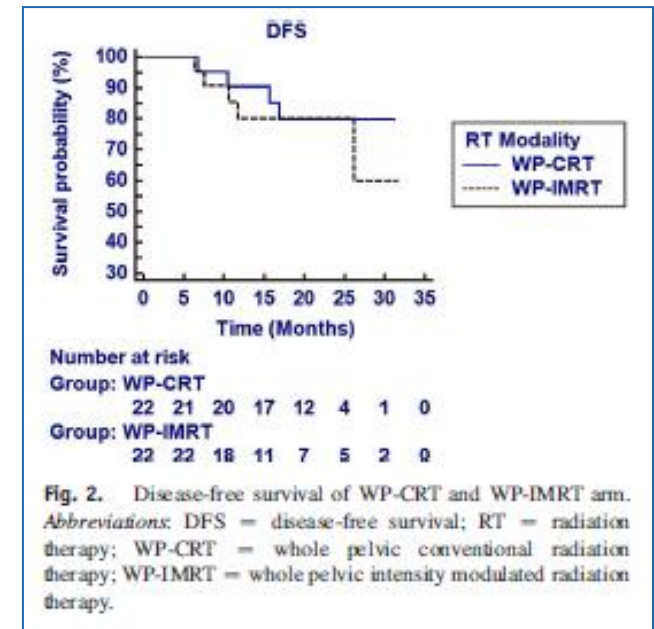 DFS
Survival probability (%)
100
90
80
70
60
50
40
30
0 5 10 15 20 25 30 35
Time (Months)
RT Modality
WP-CRT
WP-IMRT
Number at risk
Group: WP-CRT
22 21 20 17 12 4 1 0
Group: WP-IMRT
22 22 18 11 7 5 2 0
Fig. 2. Disease-free survival of WP-CRT and WP-IMRT arm.
Abbreviations: DFS = disease-free survival; RT = radiation
therapy; WP-CRT = whole pelvic conventional radiation
therapy; WP-IMRT = whole pelvic intensity modulated radiation
therapy.